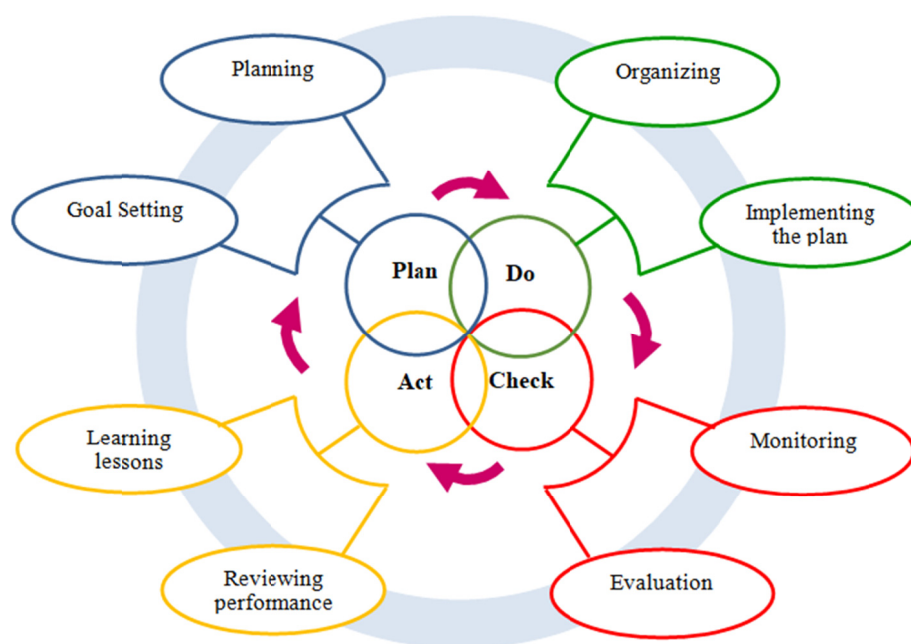 Planning
Organizing
Goal Setting
Implementing
the plan
Plan
Do
Act
Check
Learning
lessons
Monitoring
Reviewing
performance
Evaluation